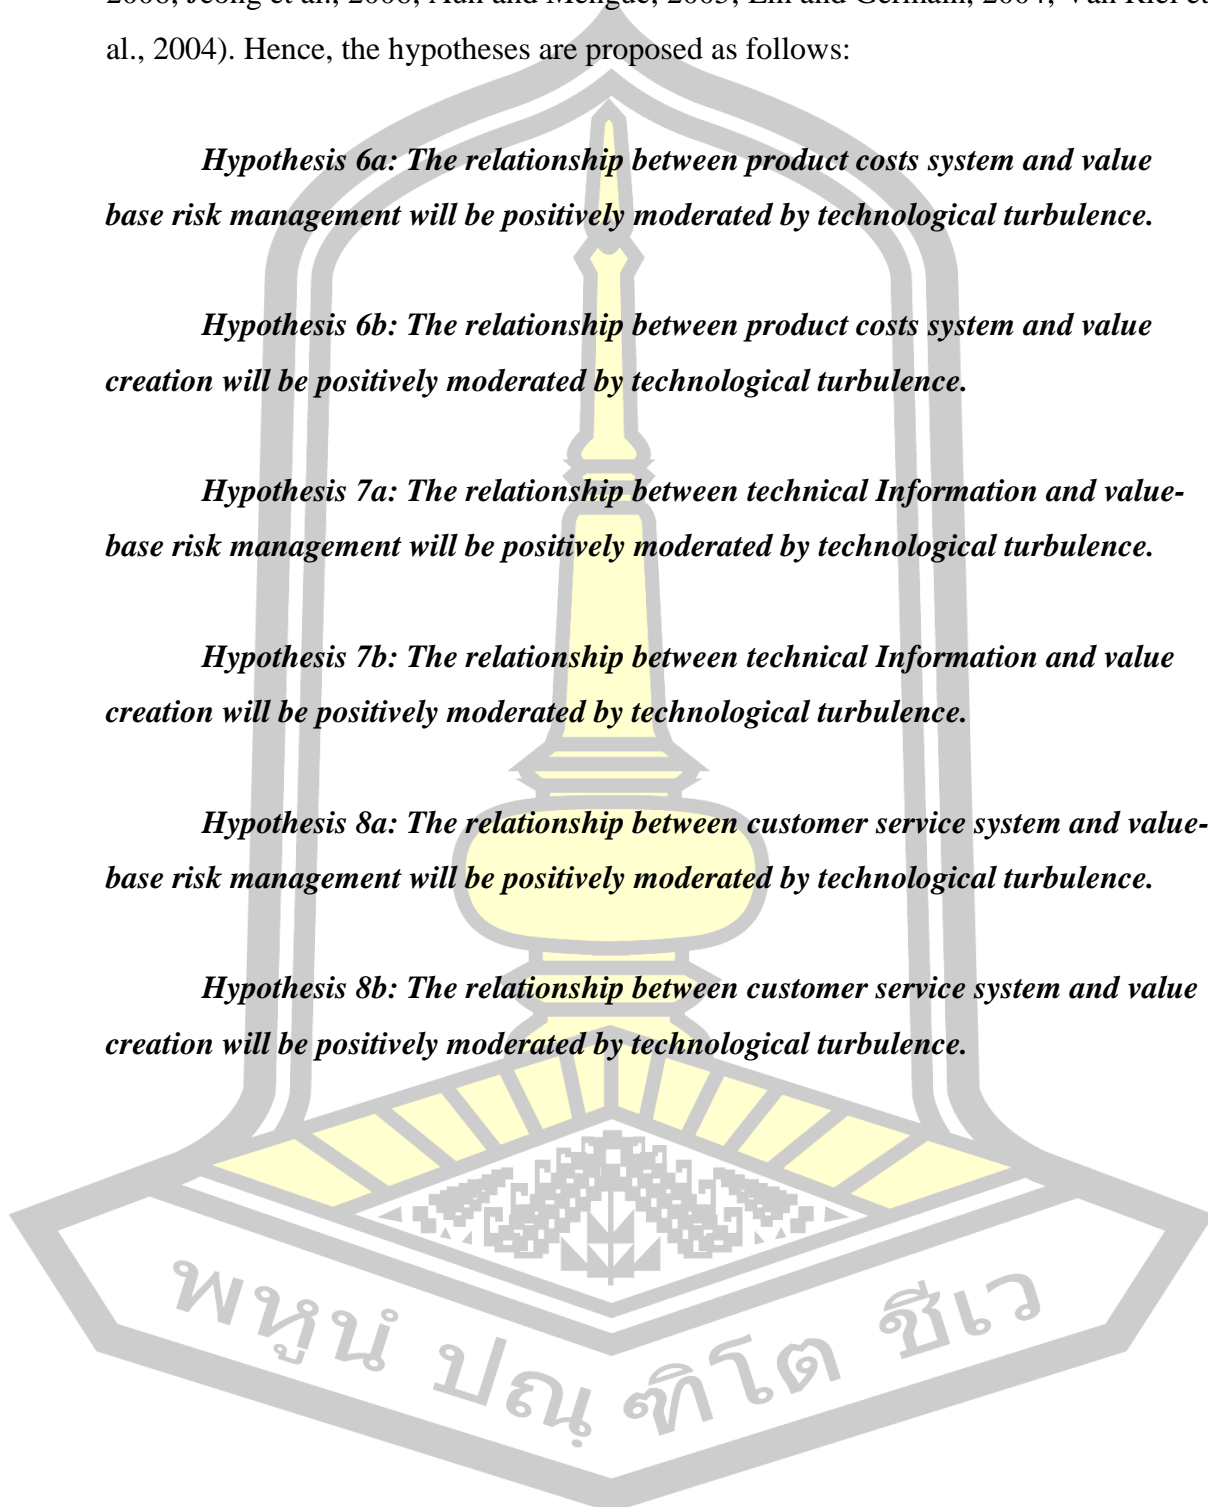 al., 2004). Hence, the hypotheses are proposed as follows:
Hypothesis 6a: The relationship between product costs system and value
base risk management will be positively moderated by technological turbulence.
Hypothesis 6b: The relationship between product costs system and value
creation will be positively moderated by technological turbulence.
Hypothesis 7a: The relationship between technical Information and value-
base risk management will be positively moderated by technological turbulence.
Hypothesis 7b: The relationship between technical Information and value
creation will be positively moderated by technological turbulence.
Hypothesis 8a: The relationship between customer service system and value-
base risk management will be positively moderated by technological turbulence.
Hypothesis 8b: The relationship between customer service system and value
creation will be positively moderated by technological turbulence.
พหูนํ ปณฺฑิโต ชีเว